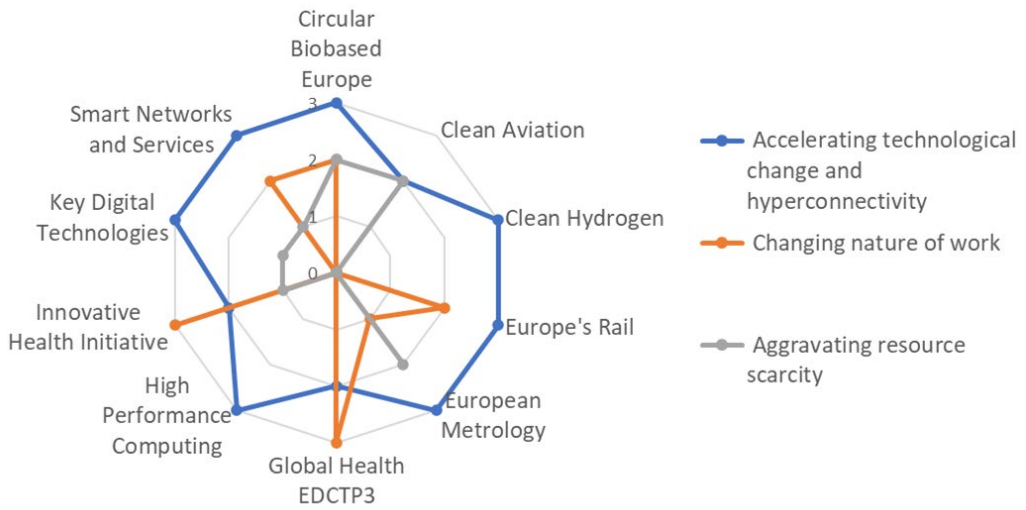 Circular
Biobased
Europe
3
2
1
0
Clean Aviation
Clean Hydrogen
Europe's Rail
European
Metrology
Global Health
EDCTP3
High
Performance
Computing
Innovative
Health Initiative
Key Digital
Technologies
Smart Networks
and Services
Accelerating technological
change and
hyperconnectivity
Changing nature of work
Aggravating resource
scarcity